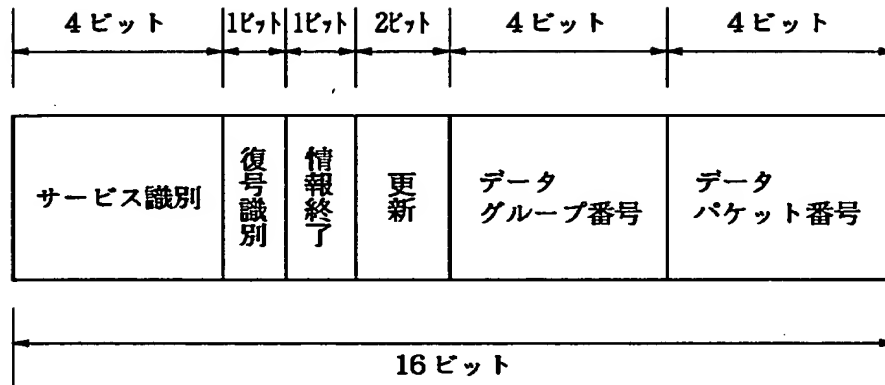 4ビット 1ビット 1ビット 2ビット 4ビット 4ビット
サービス識別
復号識別
情報終了
更新
データ
グループ番号
データ
パケット番号
16ビット